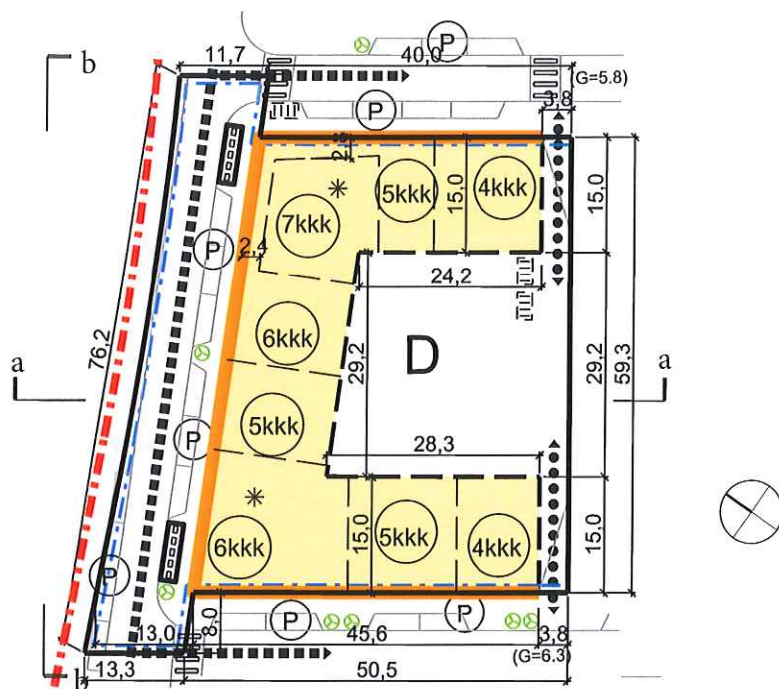 P
b
11,7
40,0
(G=5.8)
P
3,8
2,8
5kkk
4kkk
15,0
15,0
7kkk
P
2,4
24,2
76,2
6kkk
29,2
D
29,2
59,3
a
a
5kkk
P
28,3
6kkk
15,0
5kkk
4kkk
15,0
P
8,0
P
P
13,0
45,6
3,8
(G=6.3)
b
13,3
50,5